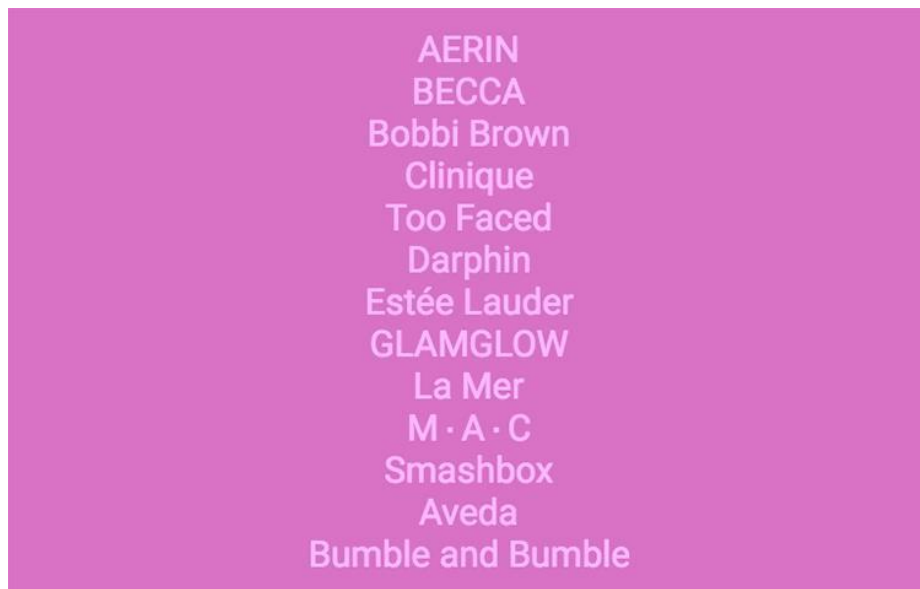 AERIN
BECCA
Bobbi Brown
Clinique
Too Faced
Darphin
Estée Lauder
GLAMGLOW
La Mer
M · A · C
Smashbox
Aveda
Bumble and Bumble